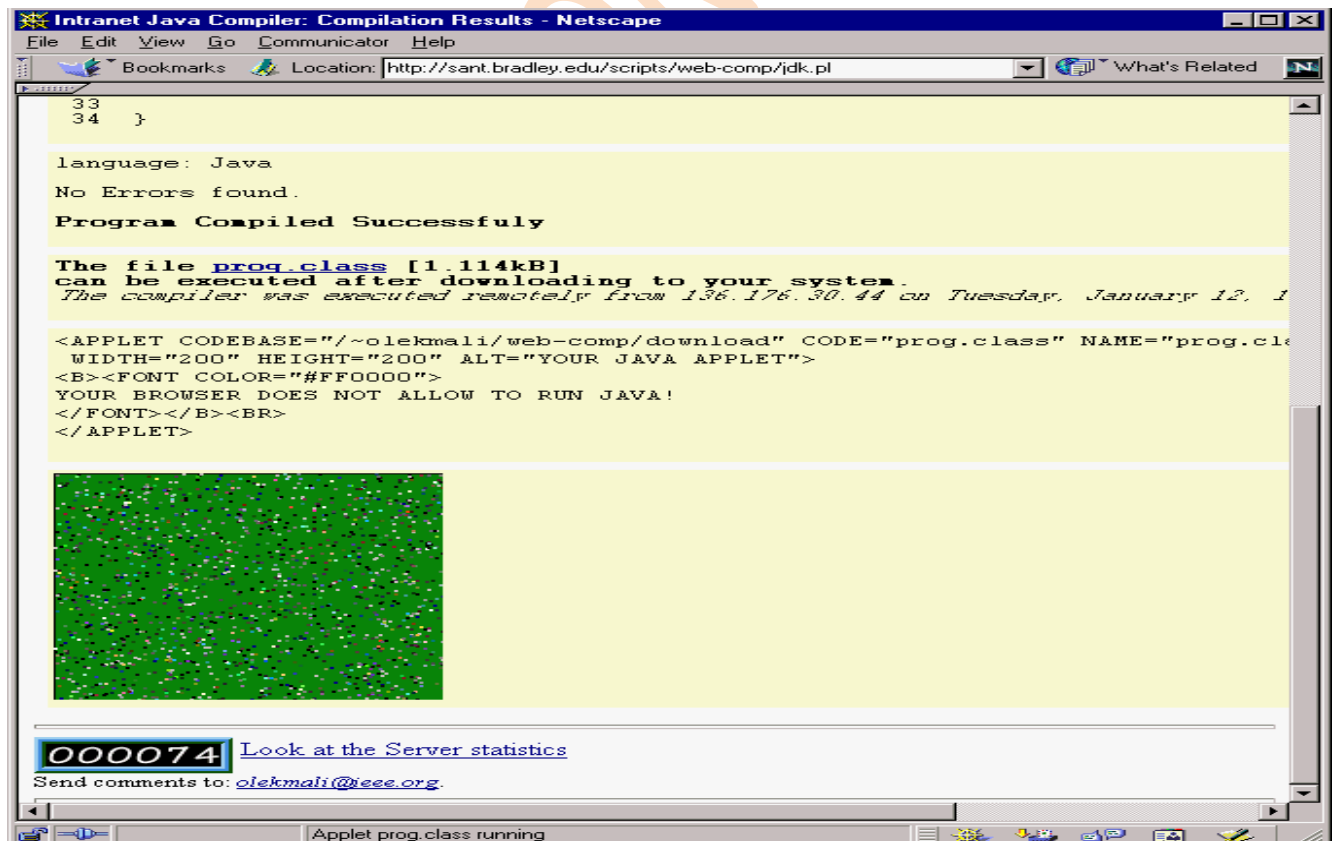 Intranet Java Compiler: Compilation Results - Netscape
File Edit View Go Communicator Help
Bookmarks Location: http://sant.bradley.edu/scripts/web-comp/jdk.pl What's Related N
33
34 }
language: Java
No Errors found.
Program Compiled Successfuly
The file prog.class [1.114kB]
can be executed after downloading to your system.
The compiler was executed remotely from 136.176.30.44 on Tuesday, January 12, 1
<APPLET CODEBASE="/~olekmali/web-comp/download" CODE="prog.class" NAME="prog.cla
WIDTH="200" HEIGHT="200" ALT="YOUR JAVA APPLET">
<B><FONT COLOR="#FF0000">
YOUR BROWSER DOES NOT ALLOW TO RUN JAVA!
</FONT></B><BR>
</APPLET>
000074 Look at the Server statistics
Send comments to: olekmali@ieee.org.
Applet prog.class running